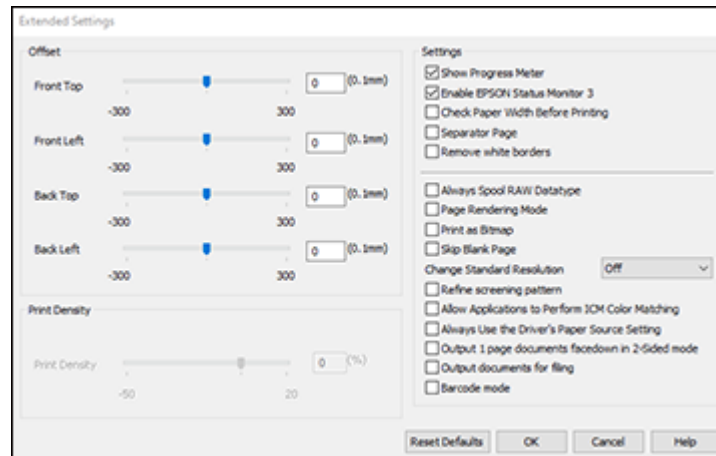 Extended Settings
Offset
Front Top
0 (0.1mm)
-300 300
Front Left
0 (0.1mm)
-300 300
Back Top
0 (0.1mm)
-300 300
Back Left
0 (0.1mm)
-300 300
Print Density
Print Density
0 (%)
-50 20
Settings
Show Progress Meter
Enable EPSON Status Monitor 3
Check Paper Width Before Printing
Separator Page
Remove white borders
Always Spool RAW Datatype
Page Rendering Mode
Print as Bitmap
Skip Blank Page
Change Standard Resolution Off
Refine screening pattern
Allow Applications to Perform ICM Color Matching
Always Use the Driver's Paper Source Setting
Output 1 page documents facedown in 2-Sided mode
Output documents for filing
Barcode mode
Reset Defaults OK Cancel Help